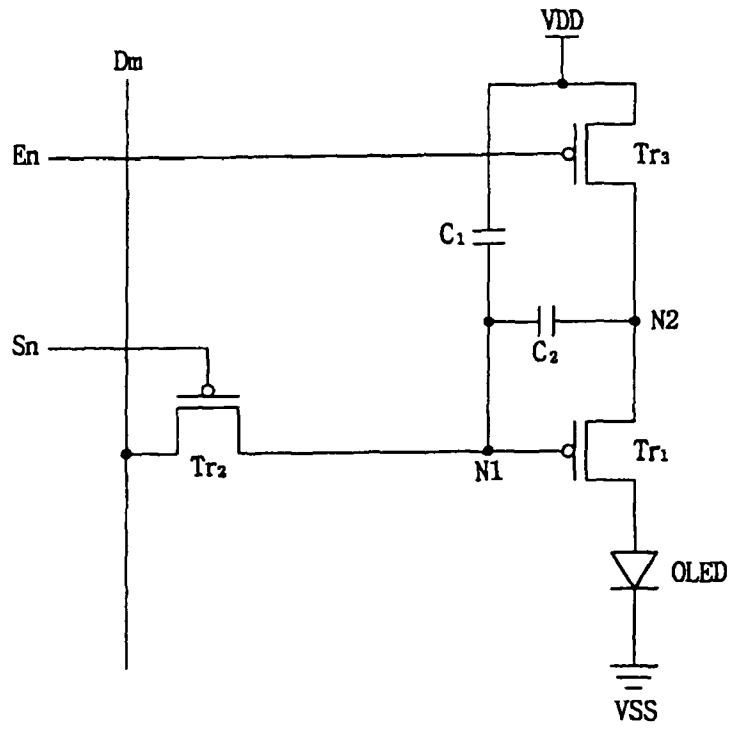 VDD
Dm
En
Tr₃
C₁
Sn
C₂
N2
Tr₂
N1
Tr₁
OLED
VSS